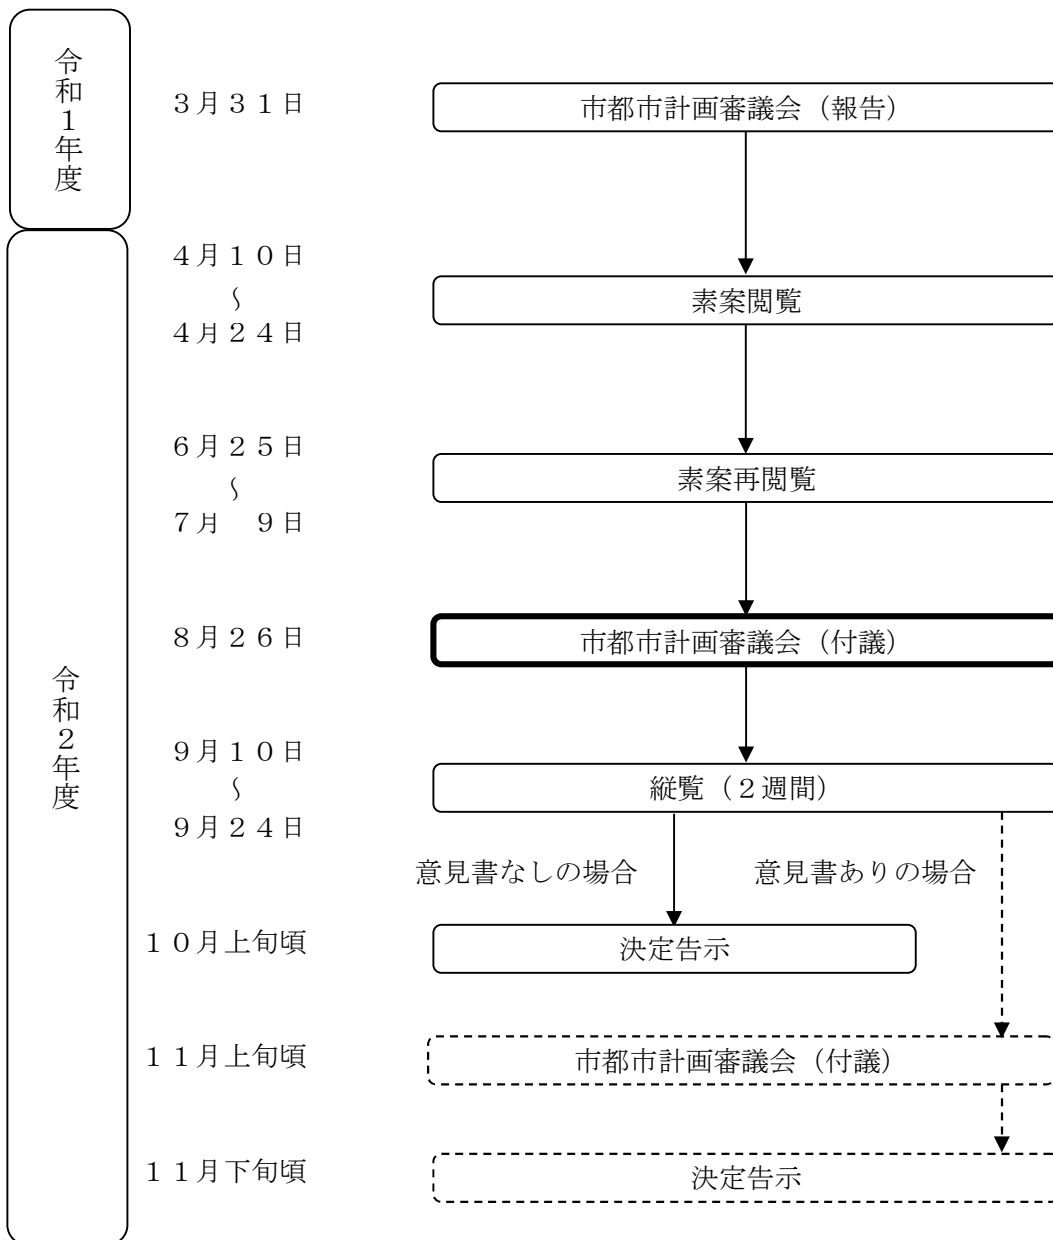 令和１年度
３月３１日
市都市計画審議会（報告）
４月１０日
～
４月２４日
素案閲覧
６月２５日
～
７月　９日
素案再閲覧
令和２年度
８月２６日
市都市計画審議会（付議）
９月１０日
～
９月２４日
縦覧（２週間）
意見書なしの場合
意見書ありの場合
１０月上旬頃
決定告示
１１月上旬頃
市都市計画審議会（付議）
１１月下旬頃
決定告示